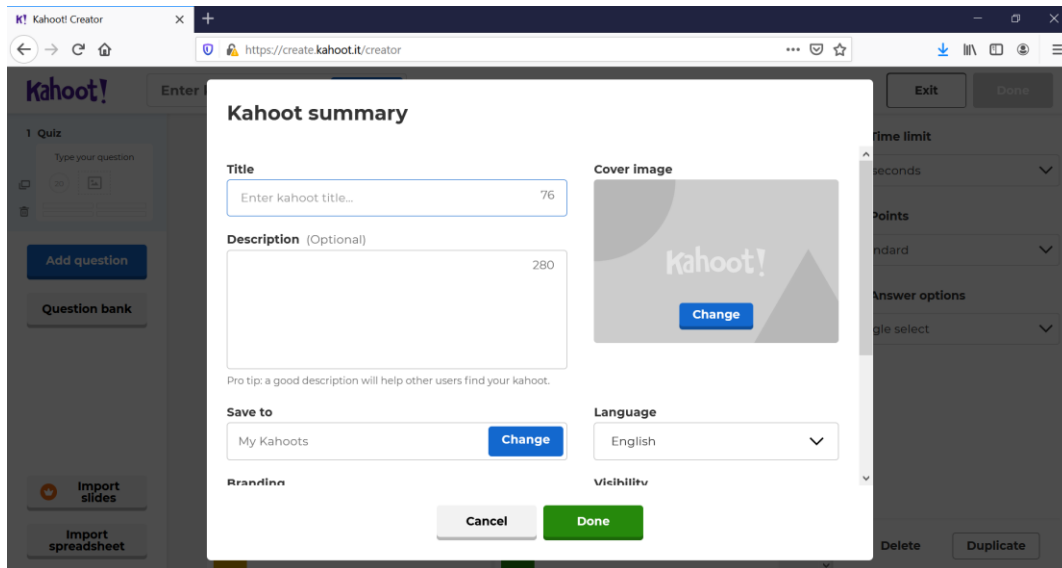 K! Kahoot! Creator
https://create.kahoot.it/creator
Kahoot!
Enter
Exit
Done
1 Quiz
Type your question
20
Add question
Question bank
Import slides
Import spreadsheet
Kahoot summary
Title
Enter kahoot title...
76
Description (Optional)
280
Pro tip: a good description will help other users find your kahoot.
Cover image
Kahoot!
Change
Save to
My Kahoots
Change
Language
English
Branding
Visibility
Cancel
Done
Time limit
seconds
Points
Answer options
select
Delete
Duplicate